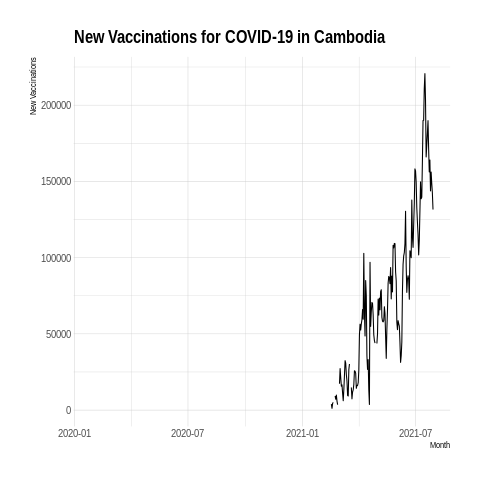 New Vaccinations for COVID-19 in Cambodia
New Vaccinations
200000
150000
100000
50000
0
2020-01 2020-07 2021-01 2021-07
Month